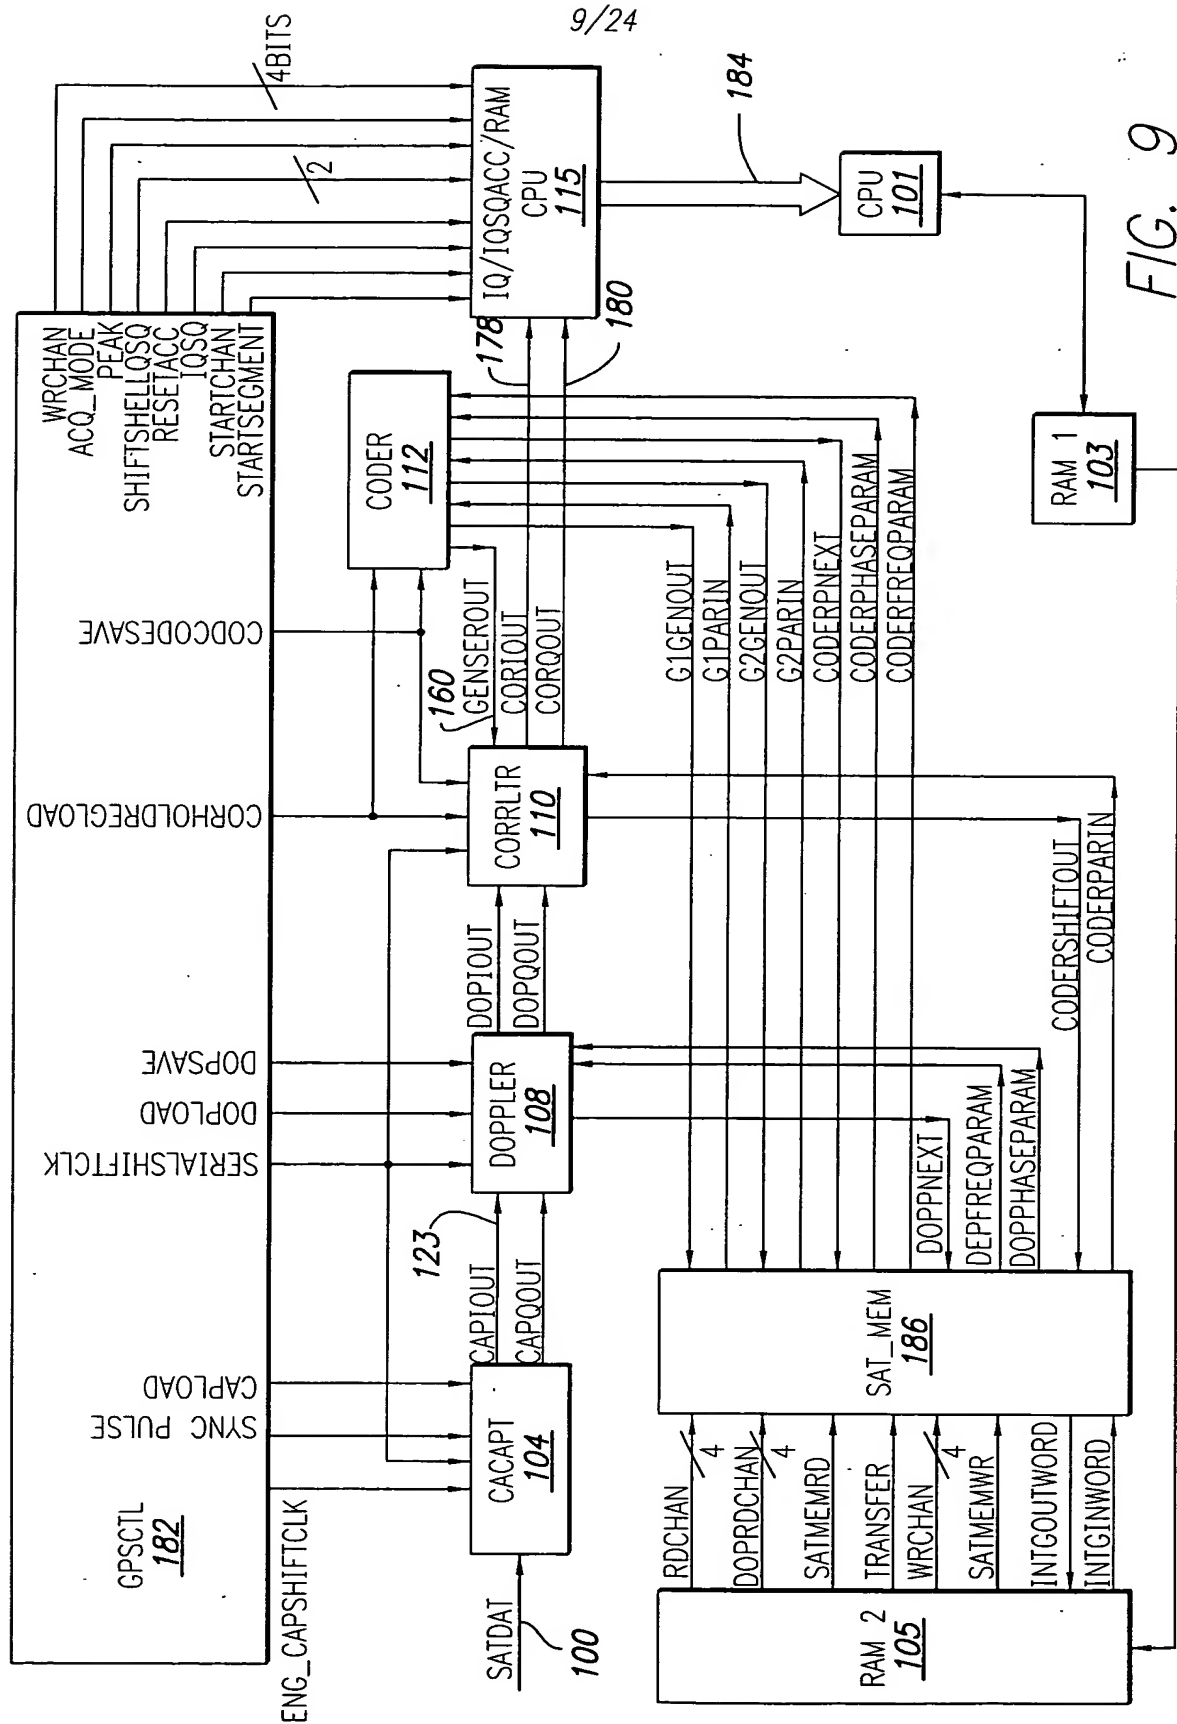 9/24
GPSCTL
182
ENG_CAPSHIFTCLK
SYNC PULSE
CAPLOAD
SERIALSHIFTCLK
DOPLOAD
DOPSAVE
CORHOLDREGLOAD
CODCODESAVE
WRCHAN
ACQ_MODE
PEAK
SHIFTSHELLQSQ
RESETACC
IQSQ
STARTCHAN
STARTSEGMENT
4BITS
2
SATDAT
100
CACAPT
104
CAPIOUT
CAPQOUT
123
DOPPLER
108
DOPIOUT
DOPQOUT
CORRLTR
110
160
GENSEROUT
CORIOUT
CORQOUT
CODER
112
178
180
IQ/IQSQACC/RAM
CPU
115
184
CPU
101
RAM 1
103
G1GENOUT
G1PARIN
G2GENOUT
G2PARIN
CODERPNEXT
CODERPHASEPARAM
CODERFREQPARAM
DOPPNEXT
DEPFREQPARAM
DOPPHASEPARAM
CODERSHIFTOUT
CODERPARIN
SAT_MEM
186
RDCHAN
4
DOPRDCHAN
4
SATMEMRD
TRANSFER
WRCHAN
4
SATMEMWR
INTGOUTWORD
INTGINWORD
RAM 2
105
FIG. 9